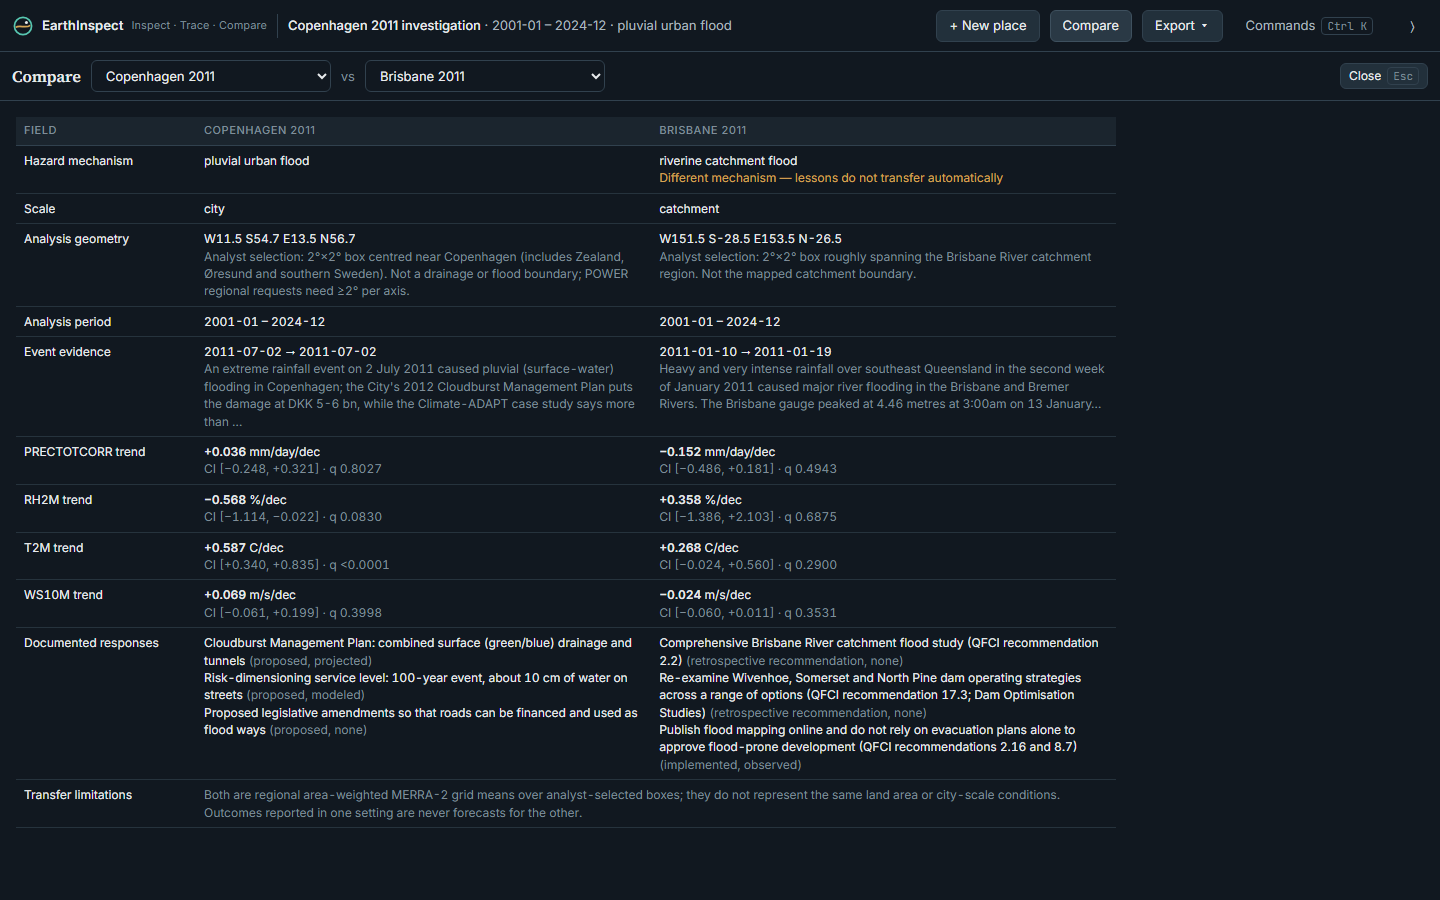 EarthInspect Inspect · Trace · Compare Copenhagen 2011 investigation · 2001-01 – 2024-12 · pluvial urban flood + New place Compare Export Commands Ctrl K
Compare Copenhagen 2011 vs Brisbane 2011 Close Esc
FIELD COPENHAGEN 2011 BRISBANE 2011
Hazard mechanism pluvial urban flood riverine catchment flood
Different mechanism — lessons do not transfer automatically
Scale city catchment
Analysis geometry W11.5 S54.7 E13.5 N56.7 W151.5 S-28.5 E153.5 N-26.5
Analyst selection: 2°×2° box centred near Copenhagen (includes Zealand, Analyst selection: 2°×2° box roughly spanning the Brisbane River catchment
Øresund and southern Sweden). Not a drainage or flood boundary; POWER region. Not the mapped catchment boundary.
regional requests need ≥2° per axis.
Analysis period 2001-01 – 2024-12 2001-01 – 2024-12
Event evidence 2011-07-02 → 2011-07-02 2011-01-10 → 2011-01-19
An extreme rainfall event on 2 July 2011 caused pluvial (surface-water) Heavy and very intense rainfall over southeast Queensland in the second week
flooding in Copenhagen; the City's 2012 Cloudburst Management Plan puts of January 2011 caused major river flooding in the Brisbane and Bremer
the damage at DKK 5-6 bn, while the Climate-ADAPT case study says more Rivers. The Brisbane gauge peaked at 4.46 metres at 3:00am on 13 January...
than ...
PRECTOTCORR trend +0.036 mm/day/dec −0.152 mm/day/dec
CI [−0.248, +0.321] · q 0.8027 CI [−0.486, +0.181] · q 0.4943
RH2M trend −0.568 %/dec +0.358 %/dec
CI [−1.114, −0.022] · q 0.0830 CI [−1.386, +2.103] · q 0.6875
T2M trend +0.587 C/dec +0.268 C/dec
CI [+0.340, +0.835] · q <0.0001 CI [−0.024, +0.560] · q 0.2900
WS10M trend +0.069 m/s/dec −0.024 m/s/dec
CI [−0.061, +0.199] · q 0.3998 CI [−0.060, +0.011] · q 0.3531
Documented responses Cloudburst Management Plan: combined surface (green/blue) drainage and Comprehensive Brisbane River catchment flood study (QFCI recommendation
tunnels (proposed, projected) 2.2) (retrospective recommendation, none)
Risk-dimensioning service level: 100-year event, about 10 cm of water on Re-examine Wivenhoe, Somerset and North Pine dam operating strategies
streets (proposed, modeled) across a range of options (QFCI recommendation 17.3; Dam Optimisation
Proposed legislative amendments so that roads can be financed and used as Studies) (retrospective recommendation, none)
flood ways (proposed, none) Publish flood mapping online and do not rely on evacuation plans alone to
approve flood-prone development (QFCI recommendations 2.16 and 8.7)
(implemented, observed)
Transfer limitations Both are regional area-weighted MERRA-2 grid means over analyst-selected boxes; they do not represent the same land area or city-scale conditions.
Outcomes reported in one setting are never forecasts for the other.